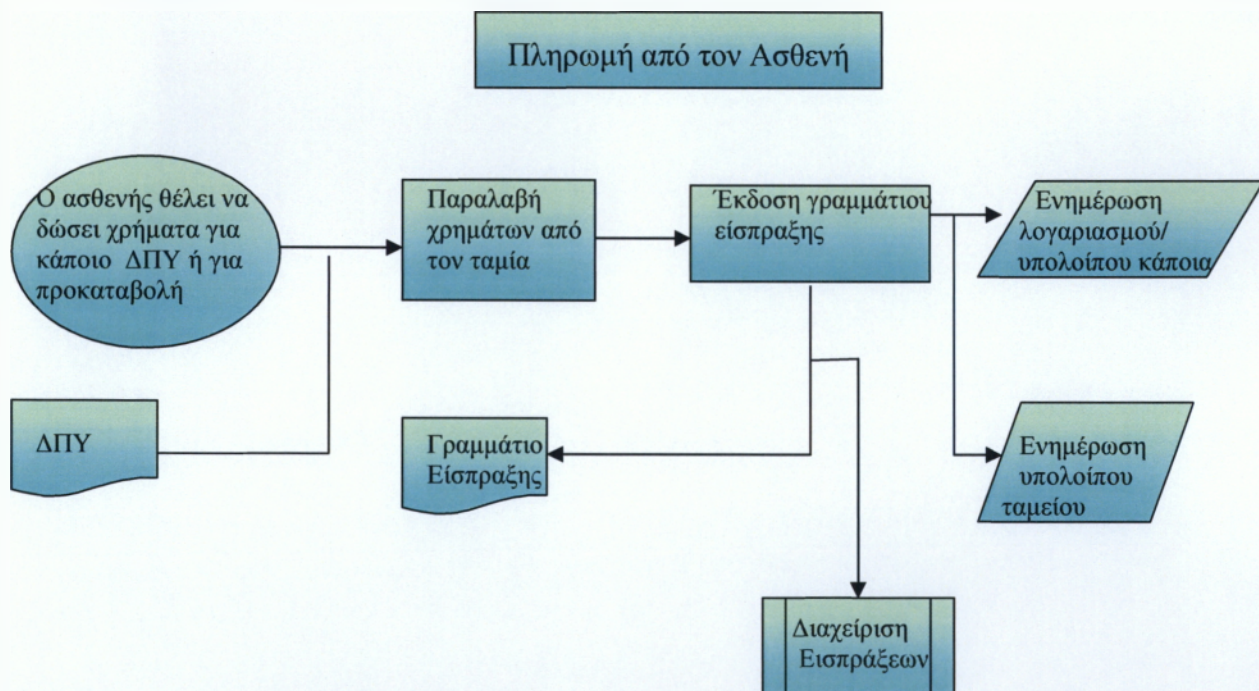 Πληρωμή από τον Ασθενή
Ο ασθενής θέλει να
δώσει χρήματα για
κάποιο ΔΠΥ ή για
προκαταβολή
Παραλαβή
χρημάτων από
τον ταμία
Έκδοση γραμμάτιου
είσπραξης
Ενημέρωση
λογαριασμού/
υπολοίπου κάποια
ΔΠΥ
Γραμμάτιο
Είσπραξης
Ενημέρωση
υπολοίπου
ταμείου
Διαχείριση
Εισπράξεων